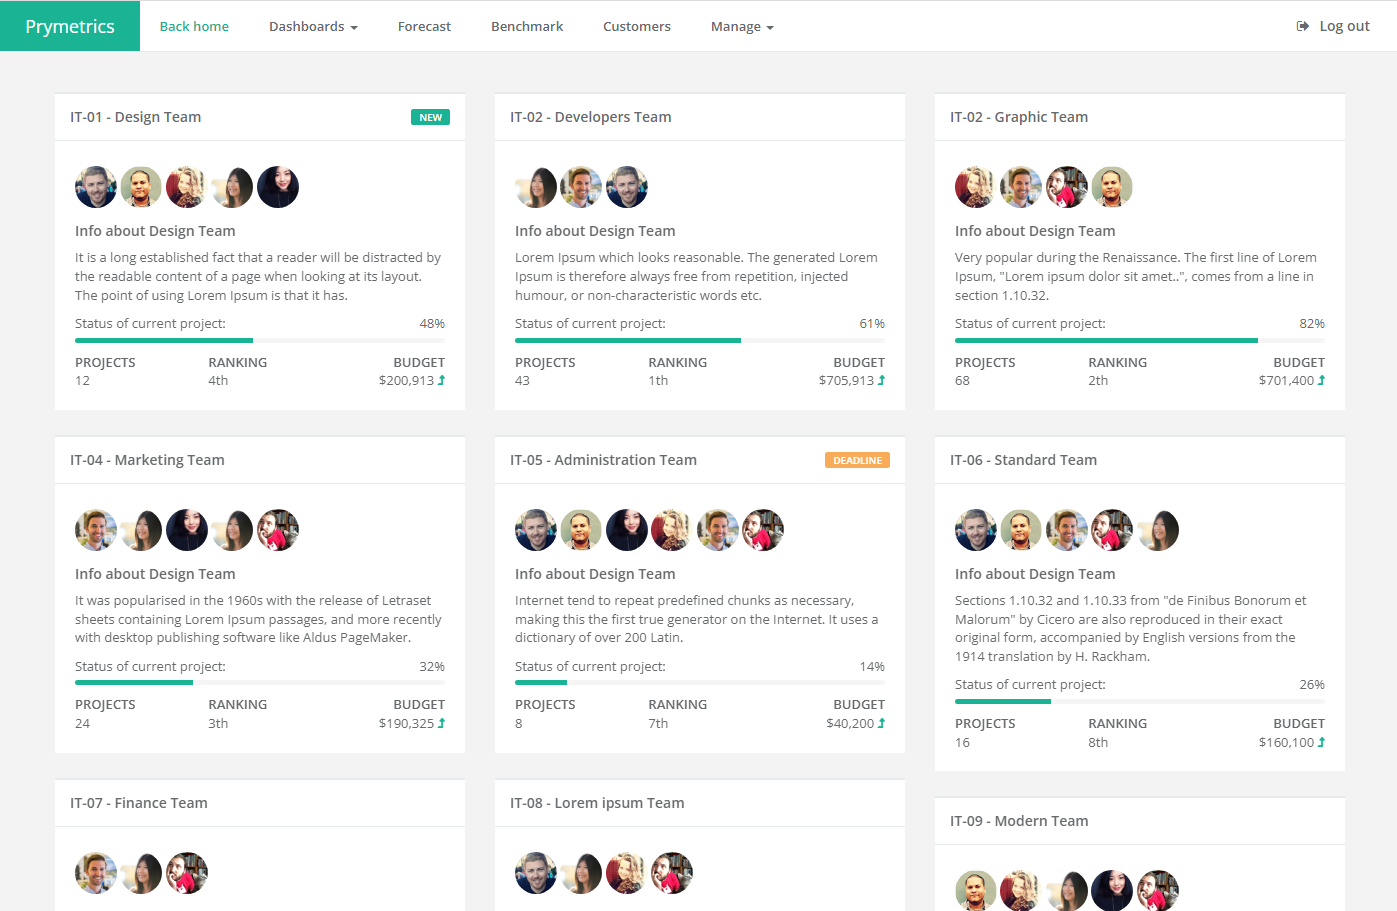 Prymetrics
Back home
Dashboards
Forecast
Benchmark
Customers
Manage
Log out
IT-01 - Design Team
NEW
Info about Design Team
It is a long established fact that a reader will be distracted by
the readable content of a page when looking at its layout.
The point of using Lorem Ipsum is that it has.
Status of current project:
48%
PROJECTS
12
RANKING
4th
BUDGET
$200,913
IT-02 - Developers Team
Info about Design Team
Lorem Ipsum which looks reasonable. The generated Lorem
Ipsum is therefore always free from repetition, injected
humour, or non-characteristic words etc.
Status of current project:
61%
PROJECTS
43
RANKING
1th
BUDGET
$705,913
IT-02 - Graphic Team
Info about Design Team
Very popular during the Renaissance. The first line of Lorem
Ipsum, "Lorem ipsum dolor sit amet..", comes from a line in
section 1.10.32.
Status of current project:
82%
PROJECTS
68
RANKING
2th
BUDGET
$701,400
IT-04 - Marketing Team
Info about Design Team
It was popularised in the 1960s with the release of Letraset
sheets containing Lorem Ipsum passages, and more recently
with desktop publishing software like Aldus PageMaker.
Status of current project:
32%
PROJECTS
24
RANKING
3th
BUDGET
$190,325
IT-05 - Administration Team
DEADLINE
Info about Design Team
Internet tend to repeat predefined chunks as necessary,
making this the first true generator on the Internet. It uses a
dictionary of over 200 Latin.
Status of current project:
14%
PROJECTS
8
RANKING
7th
BUDGET
$40,200
IT-06 - Standard Team
Info about Design Team
Sections 1.10.32 and 1.10.33 from "de Finibus Bonorum et
Malorum" by Cicero are also reproduced in their exact
original form, accompanied by English versions from the
1914 translation by H. Rackham.
Status of current project:
26%
PROJECTS
16
RANKING
8th
BUDGET
$160,100
IT-07 - Finance Team
IT-08 - Lorem ipsum Team
IT-09 - Modern Team